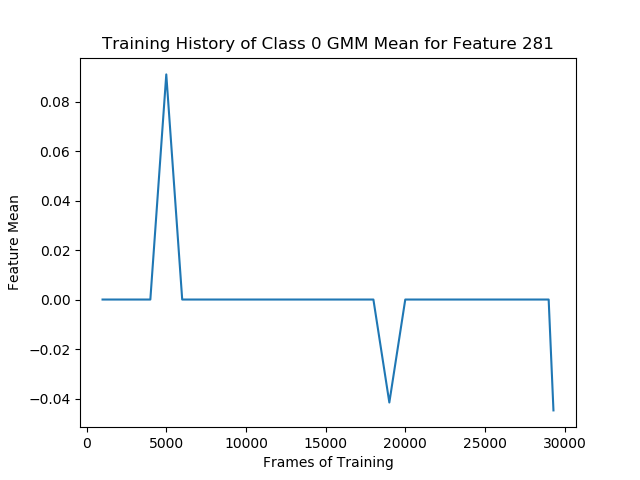 Training History of Class 0 GMM Mean for Feature 281
0.08
0.06
0.04
0.02
0.00
−0.02
−0.04
Feature Mean
0 5000 10000 15000 20000 25000 30000
Frames of Training